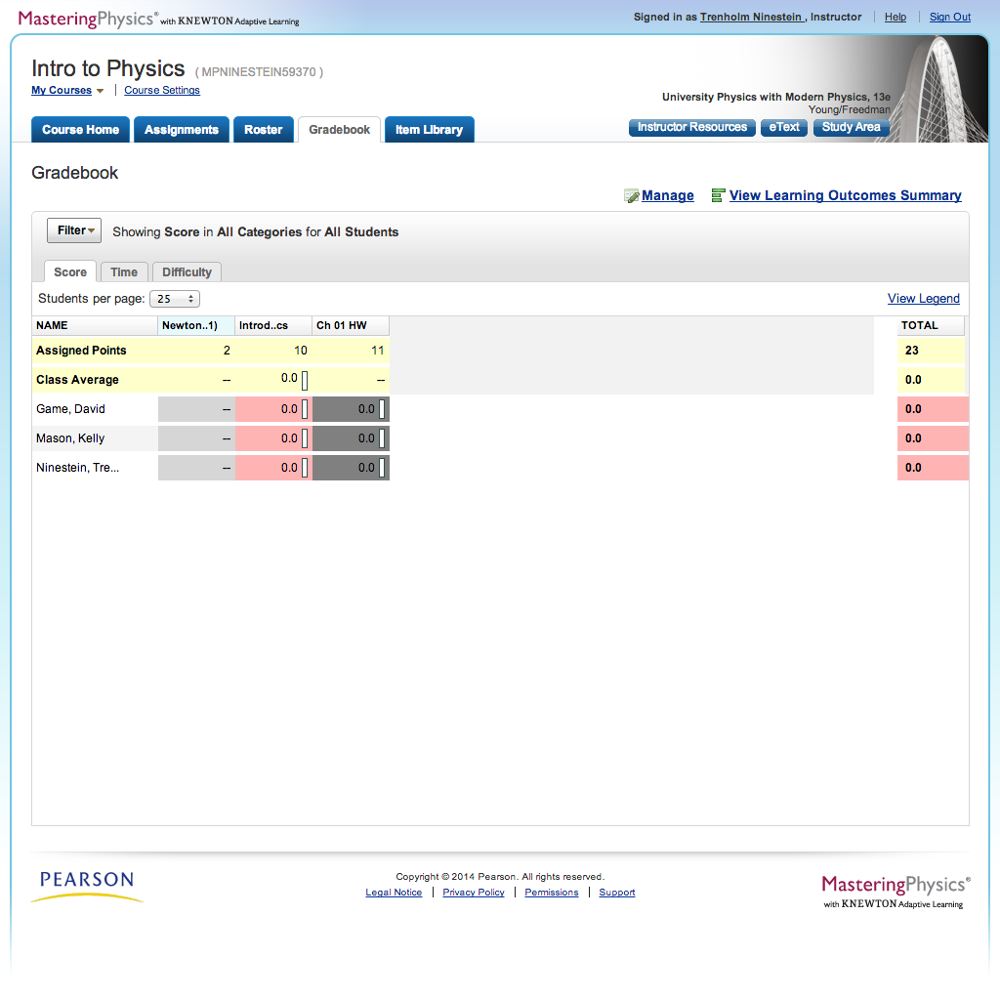 MasteringPhysics® with KNEWTON Adaptive Learning
Signed in as Trenholm Ninestein , Instructor Help Sign Out
Intro to Physics ( MPNINESTEIN59370 )
My Courses Course Settings
University Physics with Modern Physics, 13e
Young/Freedman
Instructor Resources eText Study Area
Course Home Assignments Roster Gradebook Item Library
Gradebook
Manage View Learning Outcomes Summary
Filter Showing Score in All Categories for All Students
Score Time Difficulty
Students per page: 25 View Legend
NAME Newton..1) Introd..cs Ch 01 HW TOTAL
Assigned Points 2 10 11 23
Class Average -- 0.0 -- 0.0
Game, David -- 0.0 0.0 0.0
Mason, Kelly -- 0.0 0.0 0.0
Ninestein, Tre... -- 0.0 0.0 0.0
PEARSON
Copyright © 2014 Pearson. All rights reserved.
Legal Notice Privacy Policy Permissions Support
MasteringPhysics®
with KNEWTON Adaptive Learning